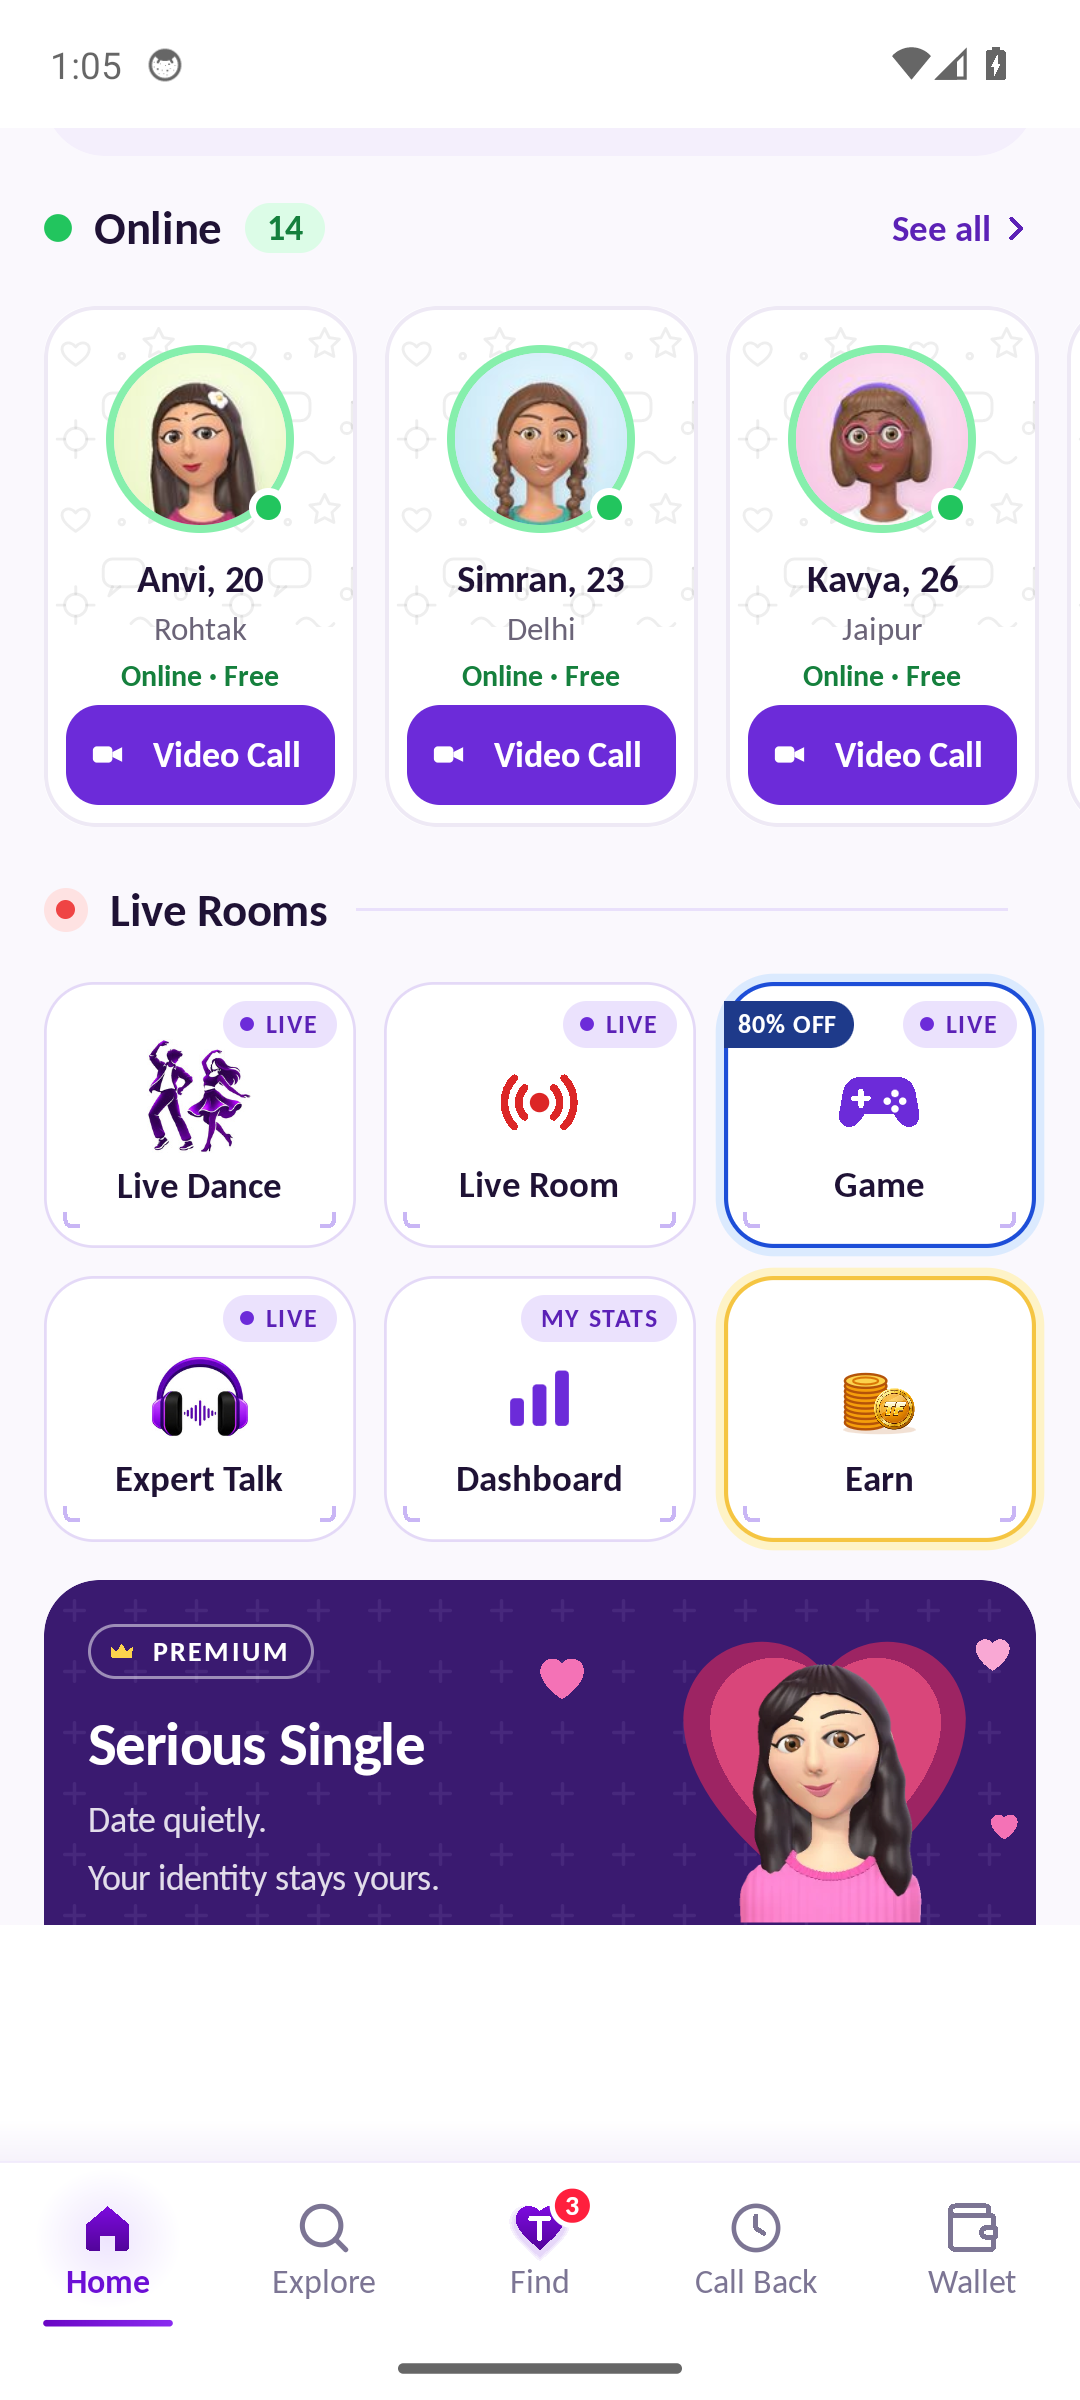 1:05
Online 14 See all
Anvi, 20
Rohtak
Online • Free
Video Call
Simran, 23
Delhi
Online • Free
Video Call
Kavya, 26
Jaipur
Online • Free
Video Call
Live Rooms
LIVE
Live Dance
LIVE
Live Room
80% OFF LIVE
Game
LIVE
Expert Talk
MY STATS
Dashboard
TF
Earn
PREMIUM
Serious Single
Date quietly.
Your identity stays yours.
Home
Explore
T 3
Find
Call Back
Wallet